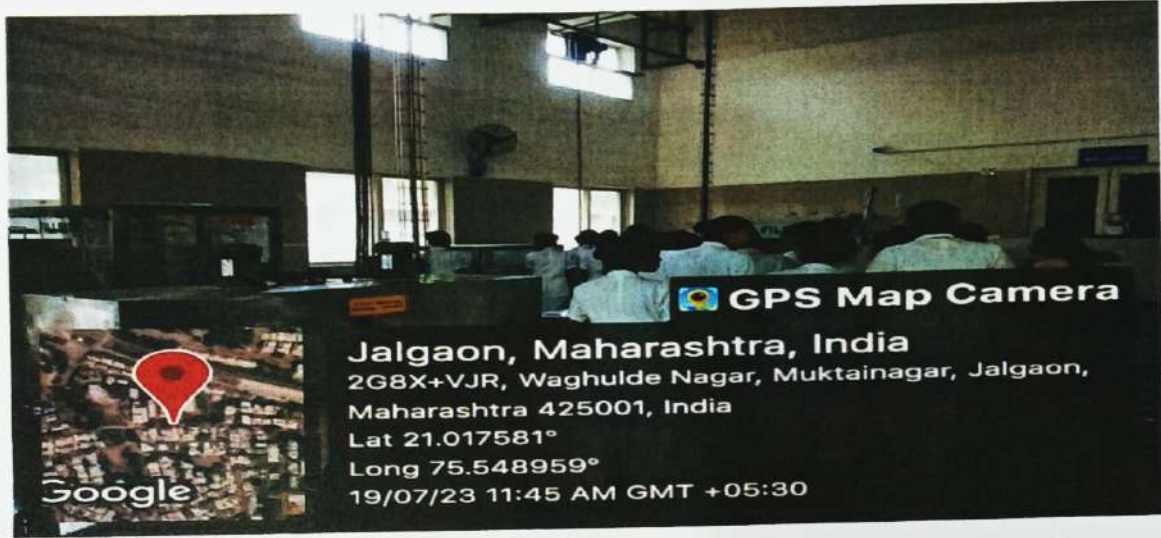 GPS Map Camera
Jalgaon, Maharashtra, India
2G8X+VJR, Waghulde Nagar, Muktainagar, Jalgaon,
Maharashtra 425001, India
Lat 21.017581°
Long 75.548959°
19/07/23 11:45 AM GMT +05:30
Google